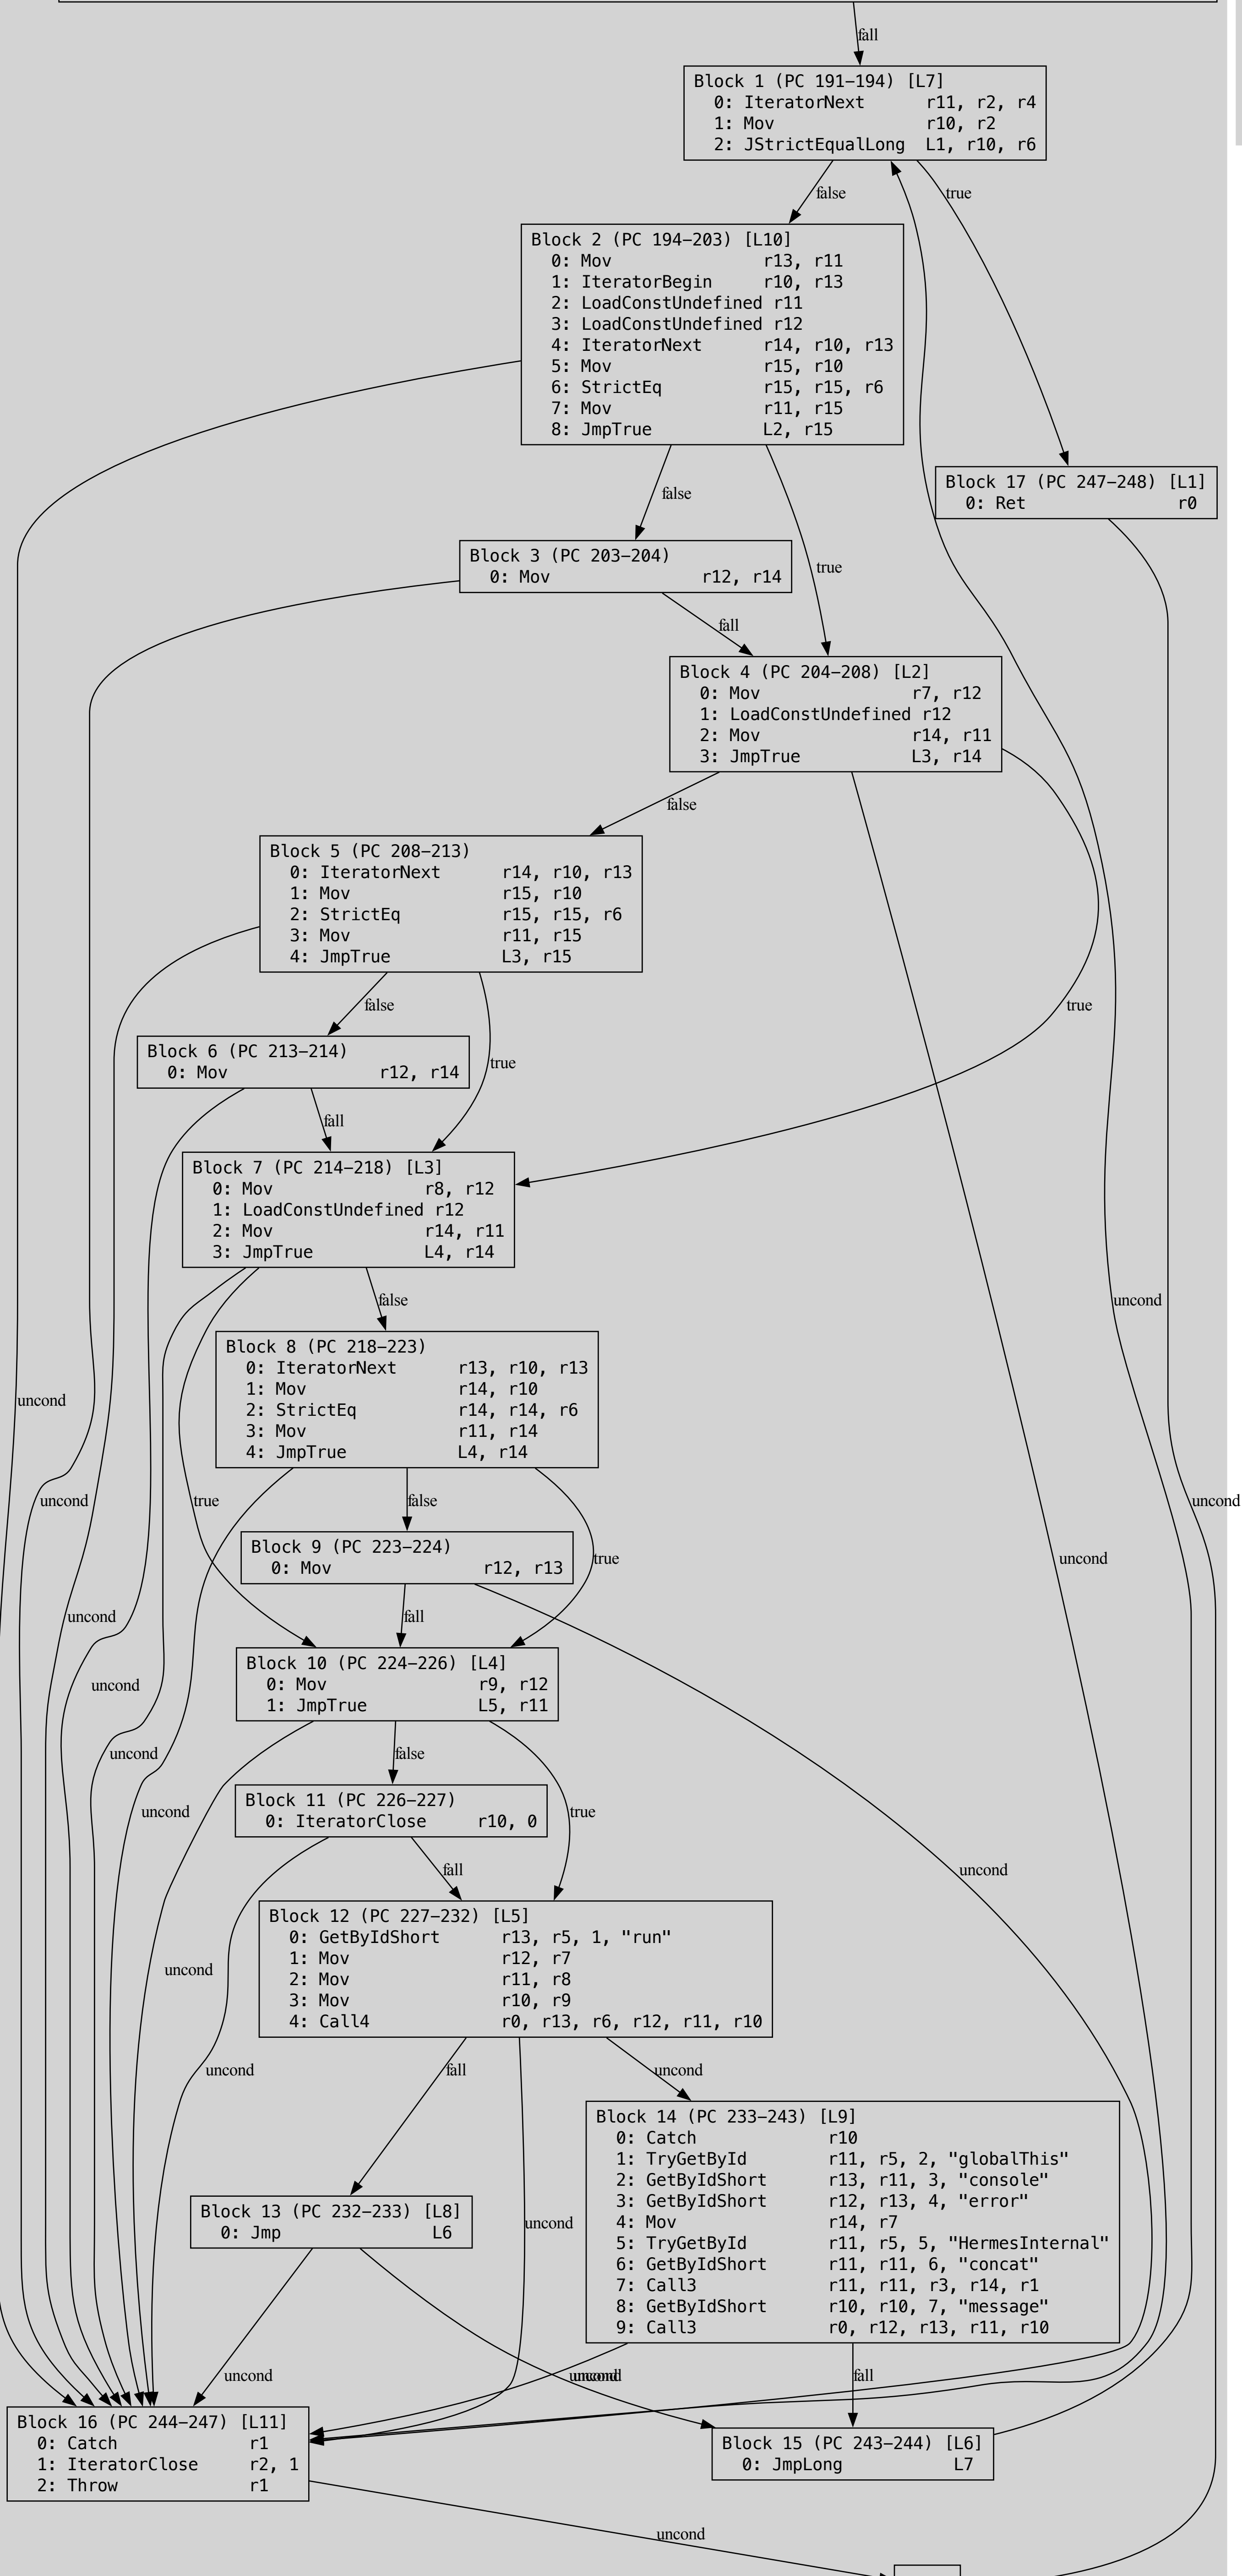 fall
Block 1 (PC 191−194) [L7]
0: IteratorNext r11, r2, r4
1: Mov r10, r2
2: JStrictEqualLong L1, r10, r6
false
true
Block 2 (PC 194−203) [L10]
0: Mov r13, r11
1: IteratorBegin r10, r13
2: LoadConstUndefined r11
3: LoadConstUndefined r12
4: IteratorNext r14, r10, r13
5: Mov r15, r10
6: StrictEq r15, r15, r6
7: Mov r11, r15
8: JmpTrue L2, r15
Block 17 (PC 247−248) [L1]
0: Ret r0
false
Block 3 (PC 203−204)
0: Mov r12, r14
true
fall
Block 4 (PC 204−208) [L2]
0: Mov r7, r12
1: LoadConstUndefined r12
2: Mov r14, r11
3: JmpTrue L3, r14
false
Block 5 (PC 208−213)
0: IteratorNext r14, r10, r13
1: Mov r15, r10
2: StrictEq r15, r15, r6
3: Mov r11, r15
4: JmpTrue L3, r15
false
true
Block 6 (PC 213−214)
0: Mov r12, r14
true
fall
Block 7 (PC 214−218) [L3]
0: Mov r8, r12
1: LoadConstUndefined r12
2: Mov r14, r11
3: JmpTrue L4, r14
false
uncond
Block 8 (PC 218−223)
0: IteratorNext r13, r10, r13
1: Mov r14, r10
2: StrictEq r14, r14, r6
3: Mov r11, r14
4: JmpTrue L4, r14
uncond
uncond
true
false
uncond
Block 9 (PC 223−224)
0: Mov r12, r13
true
uncond
uncond
fall
Block 10 (PC 224−226) [L4]
0: Mov r9, r12
1: JmpTrue L5, r11
uncond
uncond
false
Block 11 (PC 226−227)
0: IteratorClose r10, 0
uncond
true
fall
uncond
Block 12 (PC 227−232) [L5]
0: GetByIdShort r13, r5, 1, "run"
1: Mov r12, r7
2: Mov r11, r8
3: Mov r10, r9
4: Call4 r0, r13, r6, r12, r11, r10
uncond
uncond
fall
uncond
Block 14 (PC 233−243) [L9]
0: Catch r10
1: TryGetById r11, r5, 2, "globalThis"
2: GetByIdShort r13, r11, 3, "console"
3: GetByIdShort r12, r13, 4, "error"
4: Mov r14, r7
5: TryGetById r11, r5, 5, "HermesInternal"
6: GetByIdShort r11, r11, 6, "concat"
7: Call3 r11, r11, r3, r14, r1
8: GetByIdShort r10, r10, 7, "message"
9: Call3 r0, r12, r13, r11, r10
Block 13 (PC 232−233) [L8]
0: Jmp L6
uncond
uncond
uncond
uncond
fall
Block 16 (PC 244−247) [L11]
0: Catch r1
1: IteratorClose r2, 1
2: Throw r1
Block 15 (PC 243−244) [L6]
0: JmpLong L7
uncond